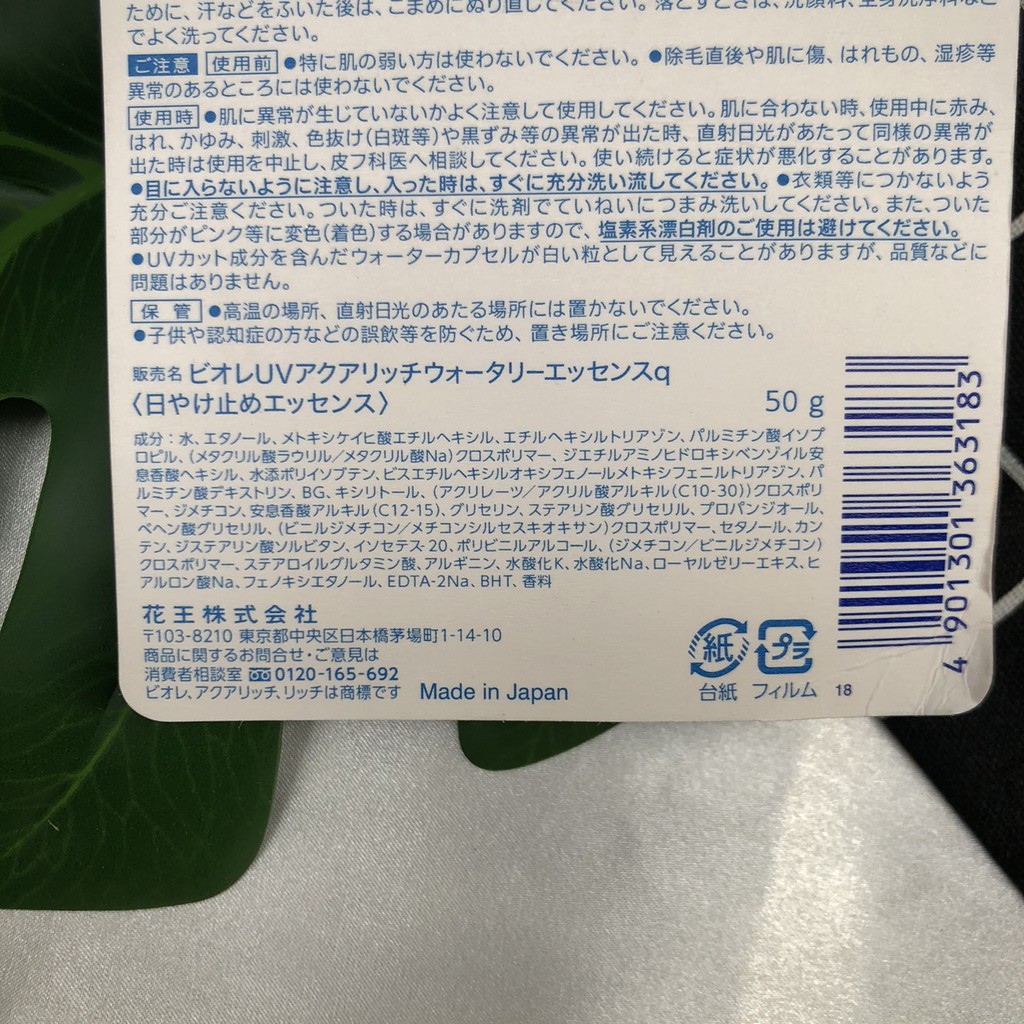 ために、汗などをふいた後は、こまめにぬり直してください。落とすときは、洗顔料、全身洗浄料など
でよく洗ってください。
ご注意 使用前 ●特に肌の弱い方は使わないでください。 ●除毛直後や肌に傷、はれもの、湿疹等
異常のあるところには使わないでください。
使用時 ●肌に異常が生じていないかよく注意して使用してください。肌に合わない時、使用中に赤み、
はれ、かゆみ、刺激、色抜け(白斑等)や黒ずみ等の異常が出た時、直射日光があたって同様の異常が
出た時は使用を中止し、皮フ科医へ相談してください。使い続けると症状が悪化することがあります。
●目に入らないように注意し、入った時は、すぐに充分洗い流してください。 ●衣類等につかないよう
充分ご注意ください。ついた時は、すぐに洗剤でていねいにつまみ洗いしてください。また、ついた
部分がピンク等に変色(着色)する場合がありますので、塩素系漂白剤のご使用は避けてください。
●UVカット成分を含んだウォーターカプセルが白い粒として見えることがありますが、品質などに
問題はありません。
保管 ●高温の場所、直射日光のあたる場所には置かないでください。
●子供や認知症の方などの誤飲等を防ぐため、置き場所にご注意ください。
販売名 ビオレUVアクアリッチウォータリーエッセンスq
〈日やけ止めエッセンス〉 50 g
成分：水、エタノール、メトキシケイヒ酸エチルヘキシル、エチルヘキシルトリアゾン、パルミチン酸イソプ
ロピル、(メタクリル酸ラウリル／メタクリル酸Na)クロスポリマー、ジエチルアミノヒドロキシベンゾイル安
息香酸ヘキシル、水添ポリイソブテン、ビスエチルヘキシルオキシフェノールメトキシフェニルトリアジン、パ
ルミチン酸デキストリン、BG、キシリトール、(アクリレーツ／アクリル酸アルキル(C10-30))クロスポリ
マー、ジメチコン、安息香酸アルキル(C12-15)、グリセリン、ステアリン酸グリセリル、プロパンジオール、
ベヘン酸グリセリル、(ビニルジメチコン／メチコンシルセスキオキサン)クロスポリマー、セタノール、カン
テン、ジステアリン酸ソルビタン、イソセテス-20、ポリビニルアルコール、(ジメチコン／ビニルジメチコン)
クロスポリマー、ステアロイルグルタミン酸、アルギニン、水酸化K、水酸化Na、ローヤルゼリーエキス、ヒ
アルロン酸Na、フェノキシエタノール、EDTA-2Na、BHT、香料
花王株式会社
〒103-8210 東京都中央区日本橋茅場町1-14-10
商品に関するお問合せ・ご意見は
消費者相談室 0120-165-692
ビオレ、アクアリッチ、リッチは商標です Made in Japan
紙 プラ
台紙 フィルム 18
4 901301 363183